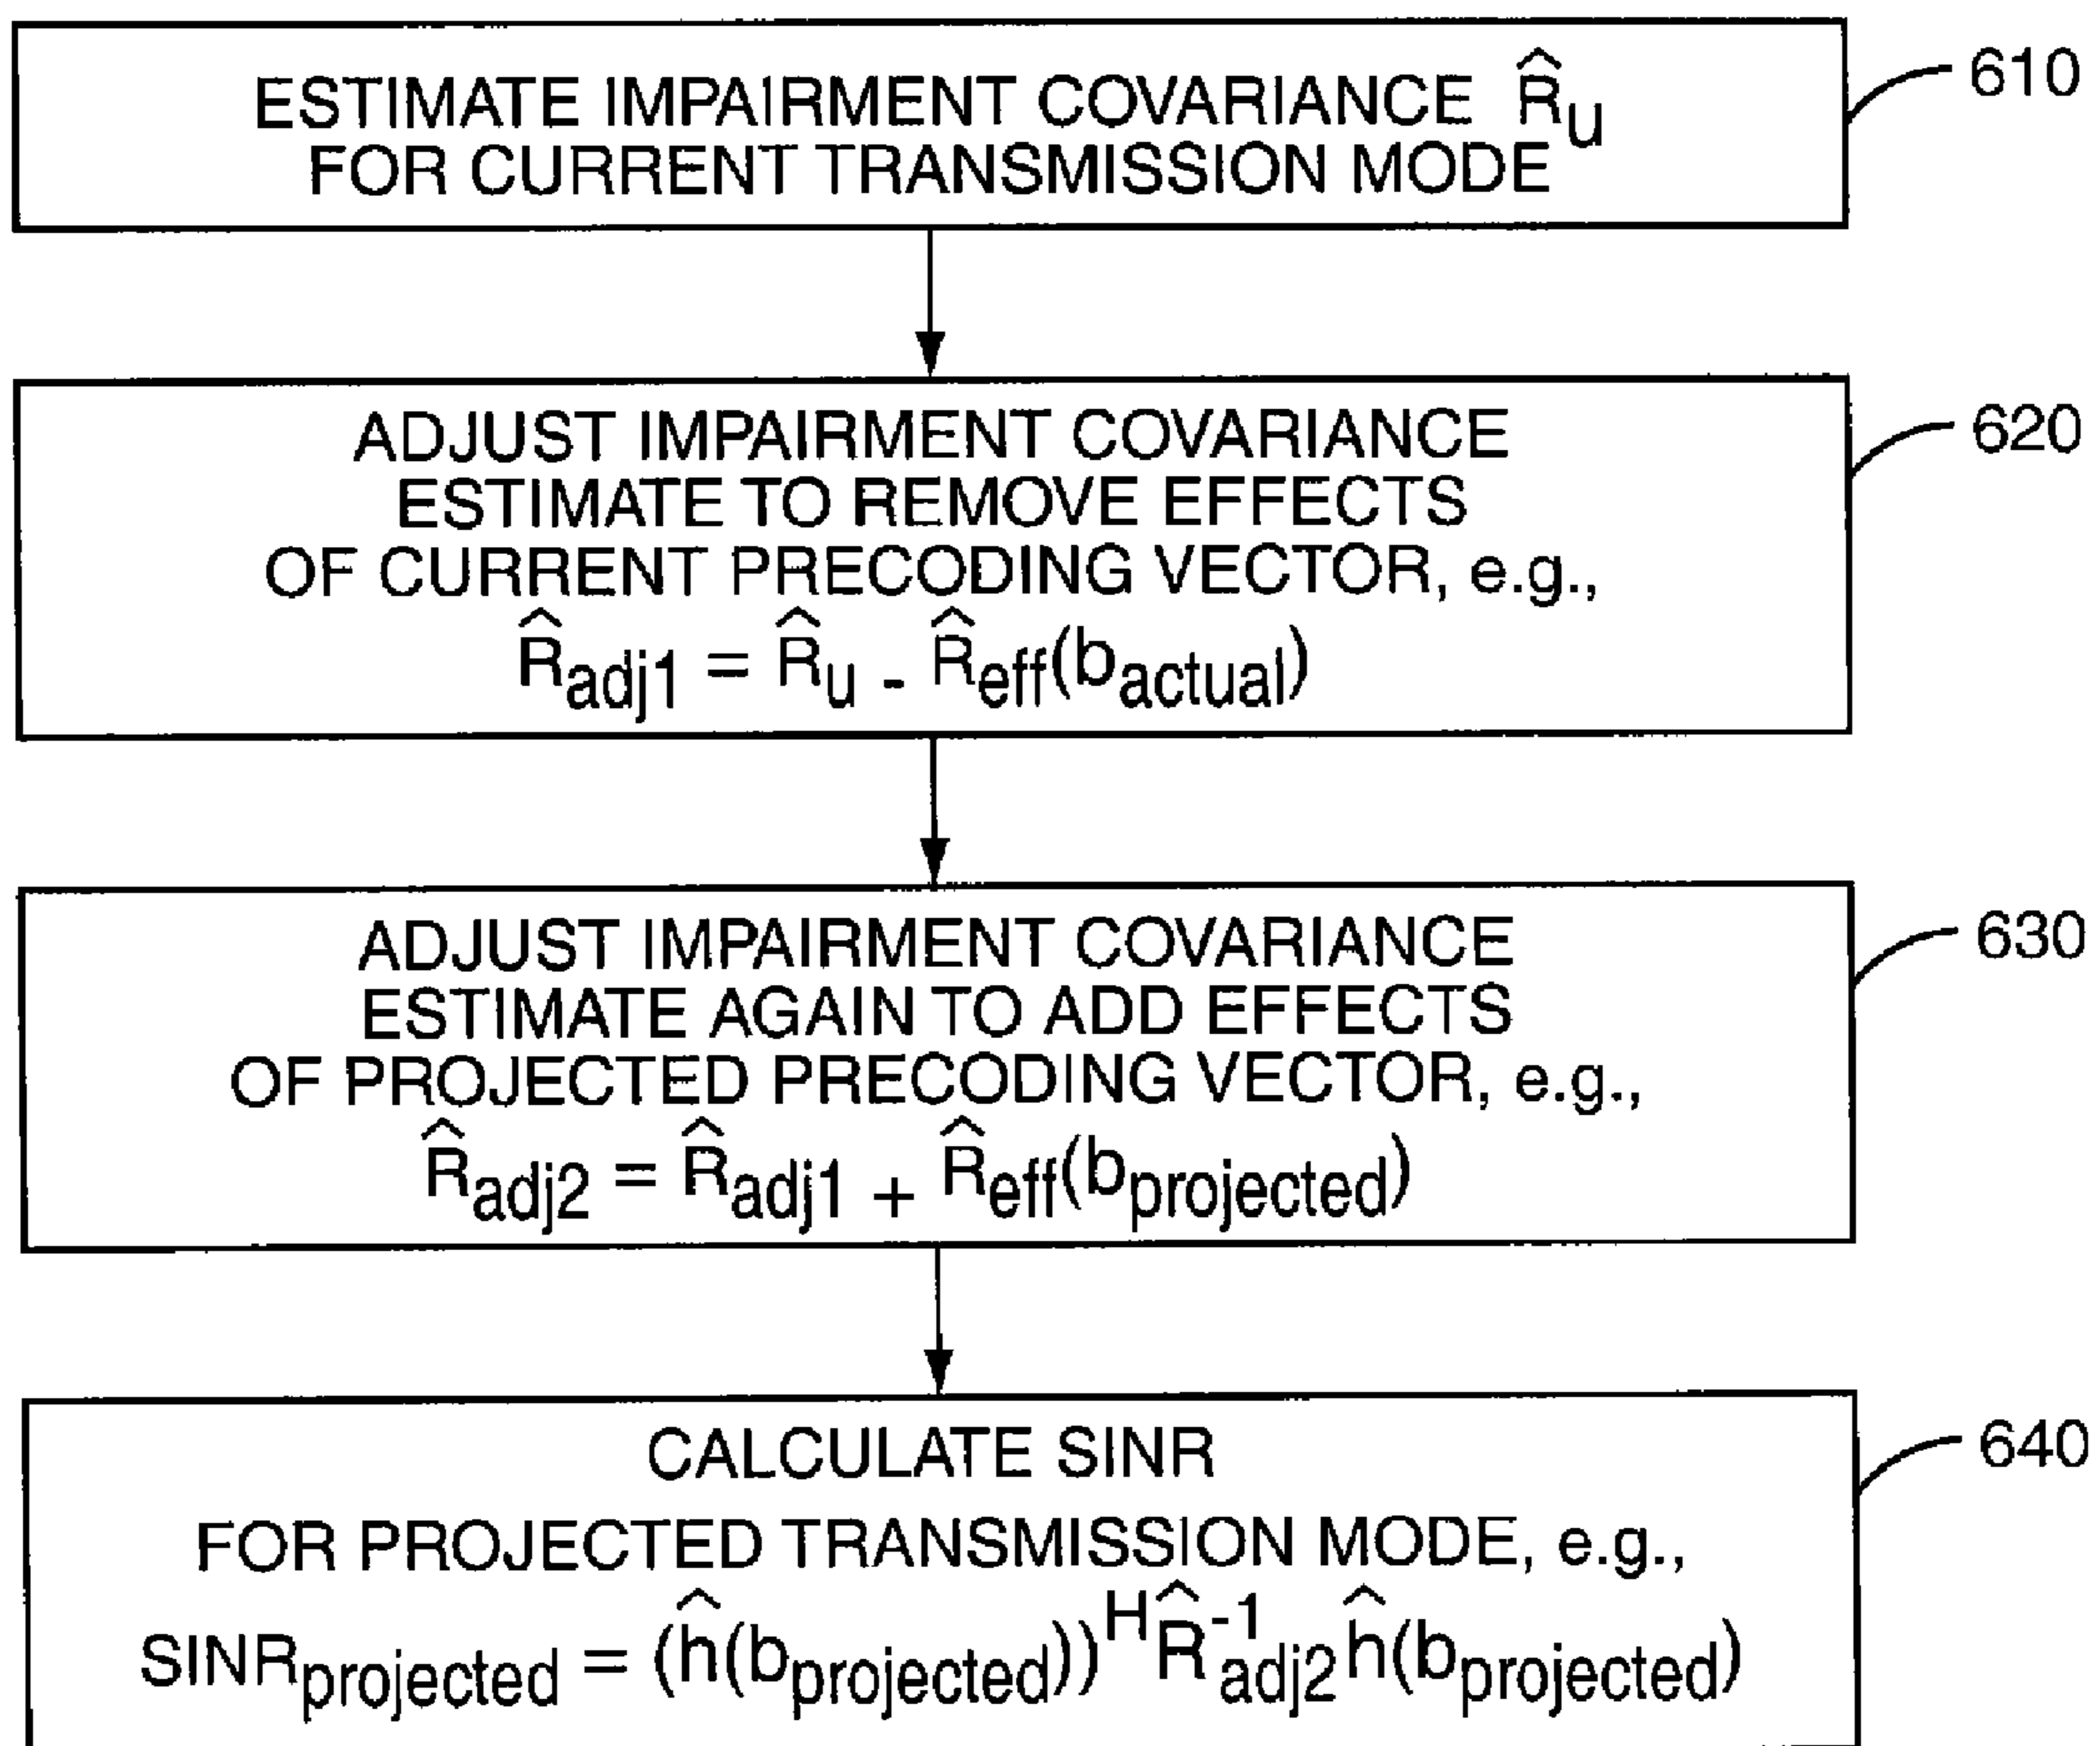 ESTIMATE IMPAIRMENT COVARIANCE R̂u
FOR CURRENT TRANSMISSION MODE
610
ADJUST IMPAIRMENT COVARIANCE
ESTIMATE TO REMOVE EFFECTS
OF CURRENT PRECODING VECTOR, e.g.,
R̂adj1 = R̂u - R̂eff(bactual)
620
ADJUST IMPAIRMENT COVARIANCE
ESTIMATE AGAIN TO ADD EFFECTS
OF PROJECTED PRECODING VECTOR, e.g.,
R̂adj2 = R̂adj1 + R̂eff(bprojected)
630
CALCULATE SINR
FOR PROJECTED TRANSMISSION MODE, e.g.,
SINRprojected = (ĥ(bprojected))^H R̂^-1 adj2 ĥ(bprojected)
640